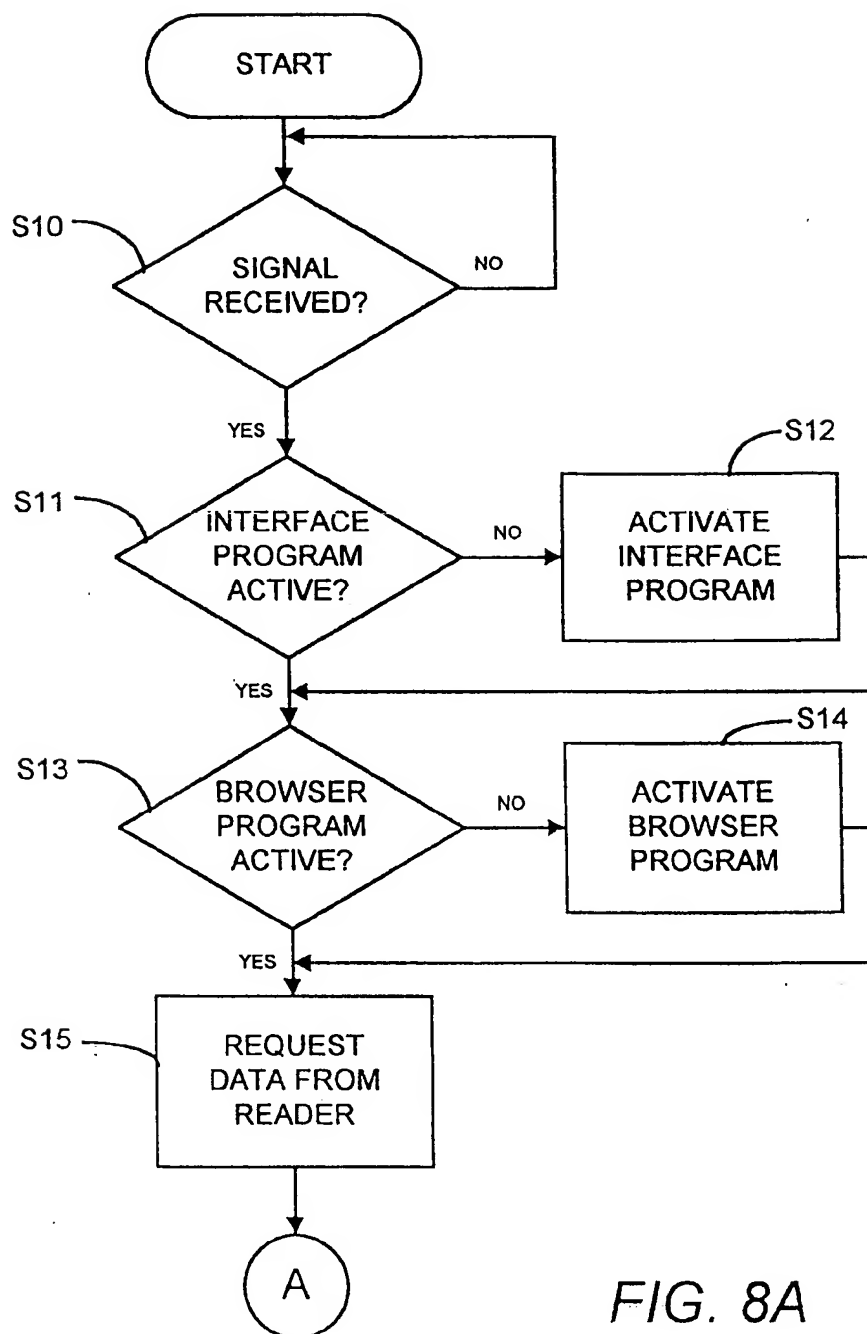 START
S10
SIGNAL
RECEIVED?
NO
YES
S11
INTERFACE
PROGRAM
ACTIVE?
NO
S12
ACTIVATE
INTERFACE
PROGRAM
YES
S13
BROWSER
PROGRAM
ACTIVE?
NO
S14
ACTIVATE
BROWSER
PROGRAM
YES
S15
REQUEST
DATA FROM
READER
A
FIG. 8A